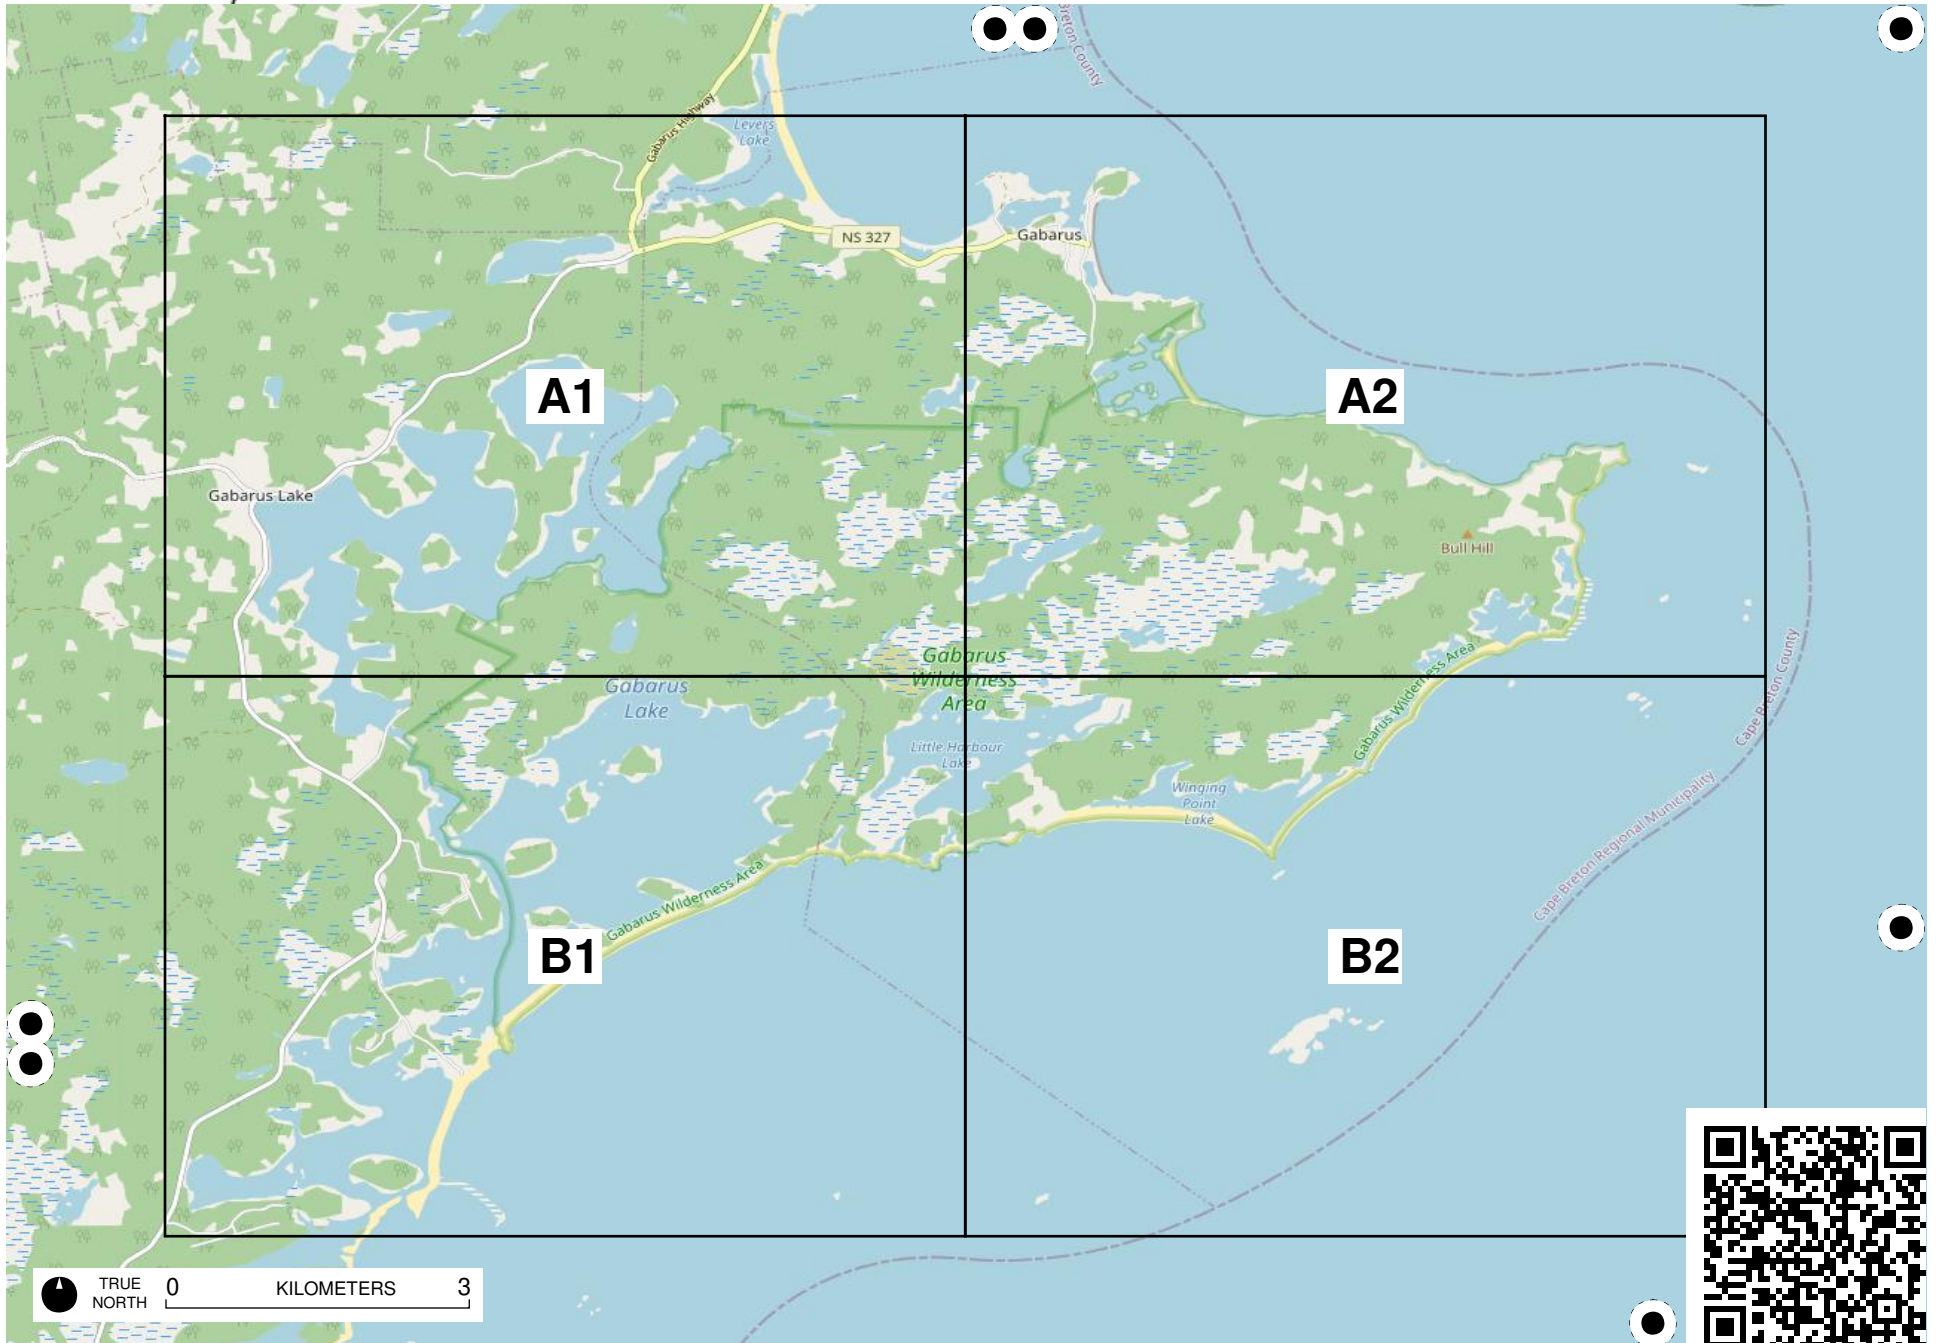 Breton County
Gabarus Highway
Levers
Lake
NS 327
Gabarus
A1
A2
Gabarus Lake
Bull Hill
Gabarus
Wilderness
Area
Gabarus
Lake
Gabarus Wilderness Area
Cape Breton County
Little Harbour
Lake
Winging
Point
Lake
Cape Breton Regional Municipality
Gabarus Wilderness Area
B1
B2
TRUE
NORTH
0 KILOMETERS 3